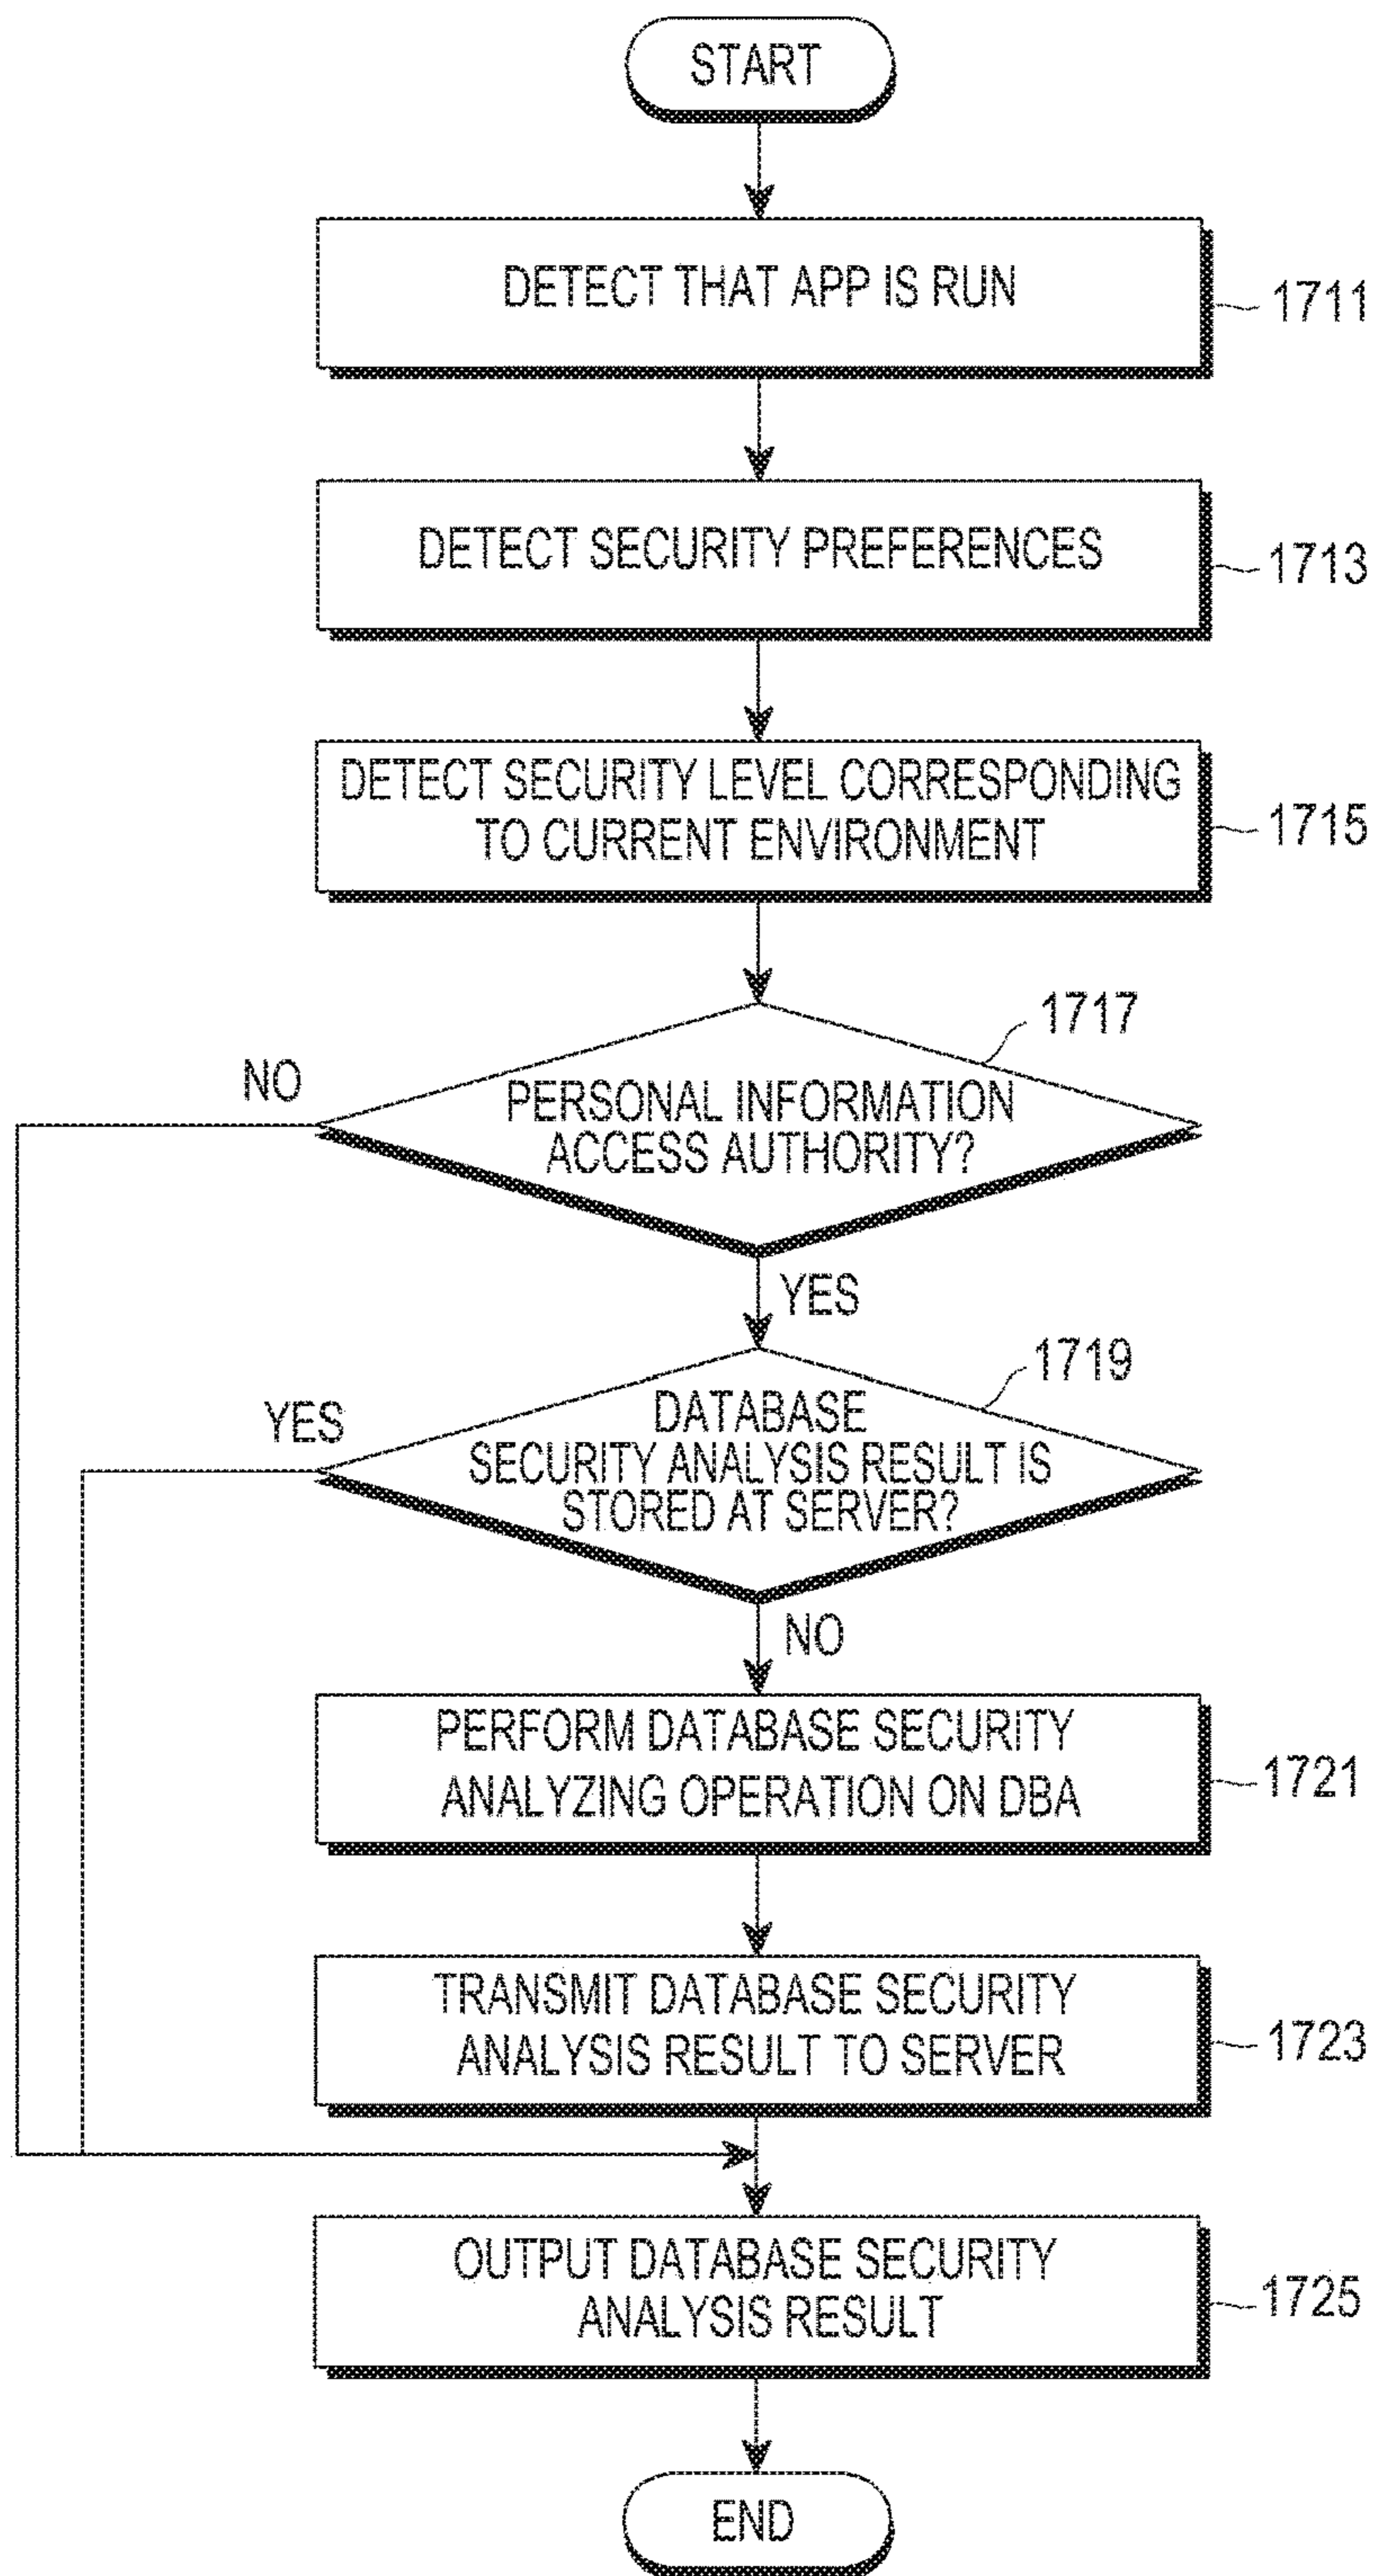 START
DETECT THAT APP IS RUN
1711
DETECT SECURITY PREFERENCES
1713
DETECT SECURITY LEVEL CORRESPONDING
TO CURRENT ENVIRONMENT
1715
1717
NO
PERSONAL INFORMATION
ACCESS AUTHORITY?
YES
1719
YES
DATABASE
SECURITY ANALYSIS RESULT IS
STORED AT SERVER?
NO
PERFORM DATABASE SECURITY
ANALYZING OPERATION ON DBA
1721
TRANSMIT DATABASE SECURITY
ANALYSIS RESULT TO SERVER
1723
OUTPUT DATABASE SECURITY
ANALYSIS RESULT
1725
END